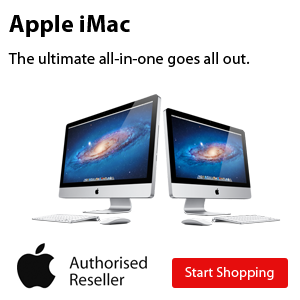 Apple iMac
The ultimate all-in-one goes all out.
Authorised
Reseller
Start Shopping